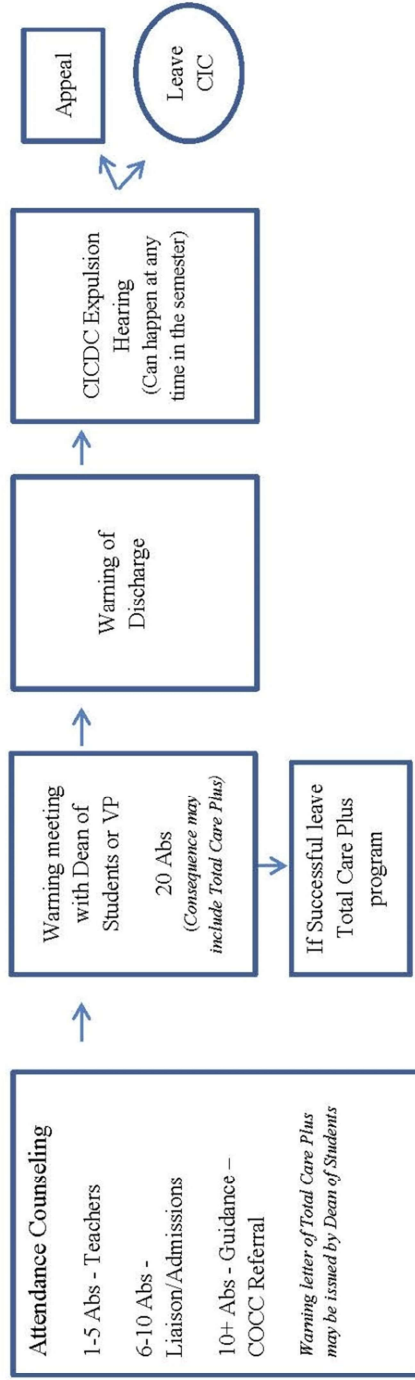 Attendance Counseling
1-5 Abs - Teachers
6-10 Abs -
Liaison/Admissions
10+ Abs - Guidance –
COCC Referral
Warning letter of Total Care Plus
may be issued by Dean of Students
Warning meeting
with Dean of
Students or VP
20 Abs
(Consequence may
include Total Care Plus)
If Successful leave
Total Care Plus
program
Warning of
Discharge
CICDC Expulsion
Hearing
(Can happen at any
time in the semester)
Appeal
Leave
CIC